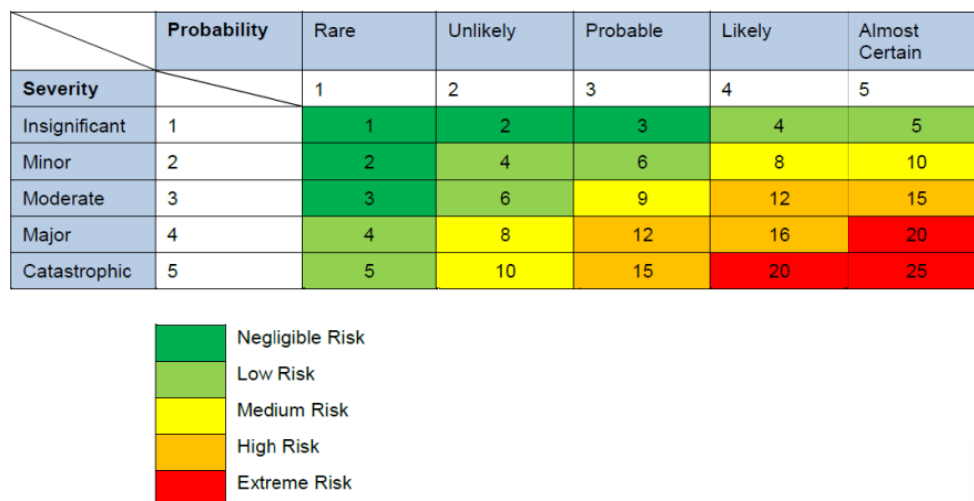 Probability Rare Unlikely Probable Likely Almost
Certain
Severity 1 2 3 4 5
Insignificant 1 1 2 3 4 5
Minor 2 2 4 6 8 10
Moderate 3 3 6 9 12 15
Major 4 4 8 12 16 20
Catastrophic 5 5 10 15 20 25
Negligible Risk
Low Risk
Medium Risk
High Risk
Extreme Risk